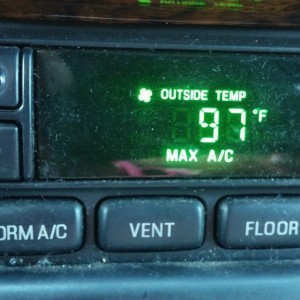 OUTSIDE TEMP
97°F
MAX A/C
ORM A/C VENT FLOOR